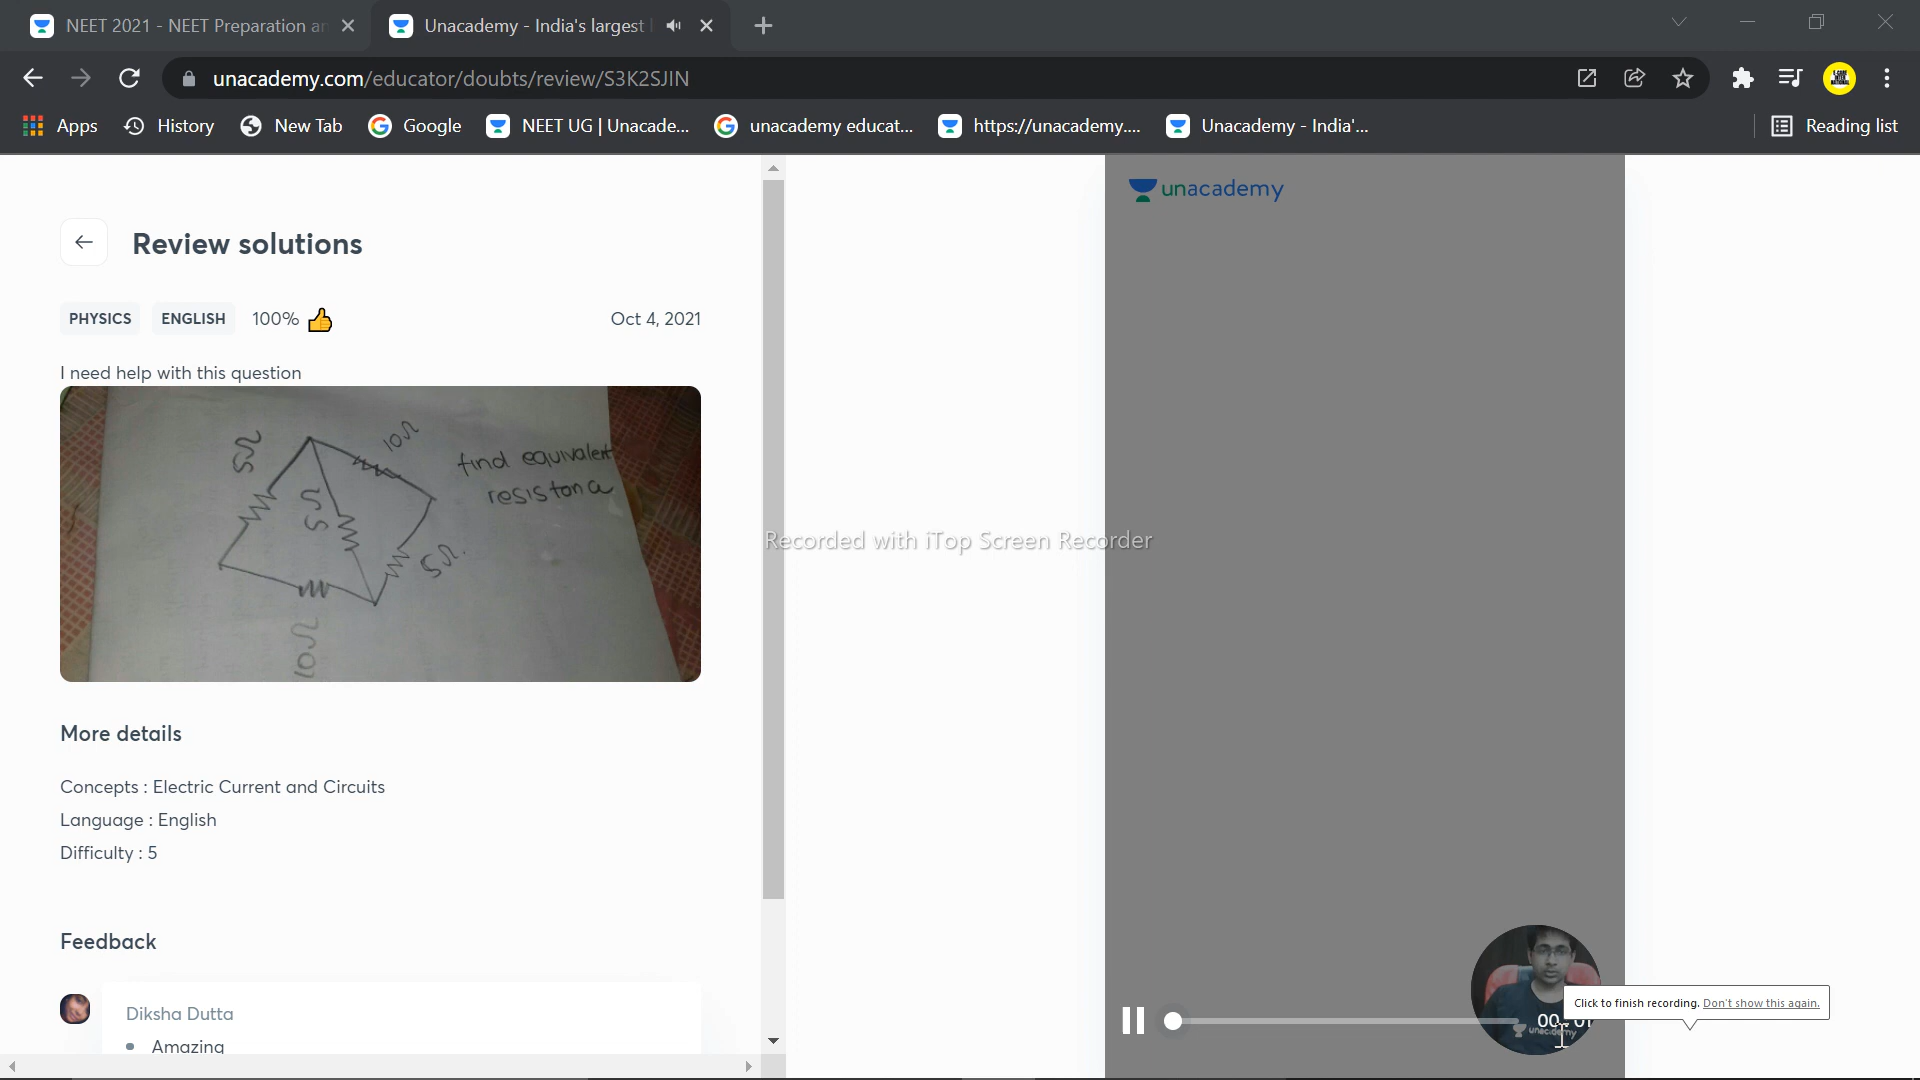 NEET 2021 - NEET Preparation an
Unacademy - India's largest l
unacademy.com/educator/doubts/review/S3K2SJIN
Apps
History
New Tab
Google
NEET UG | Unacade...
unacademy educat...
https://unacademy....
Unacademy - India'...
Reading list
unacademy
Review solutions
PHYSICS
ENGLISH
100%
Oct 4, 2021
I need help with this question
5Ω
10Ω
find equivalent
resistance
5Ω
5Ω
10Ω
Recorded with iTop Screen Recorder
More details
Concepts : Electric Current and Circuits
Language : English
Difficulty : 5
Feedback
Diksha Dutta
Amazing
Click to finish recording. Don't show this again.
unacademy